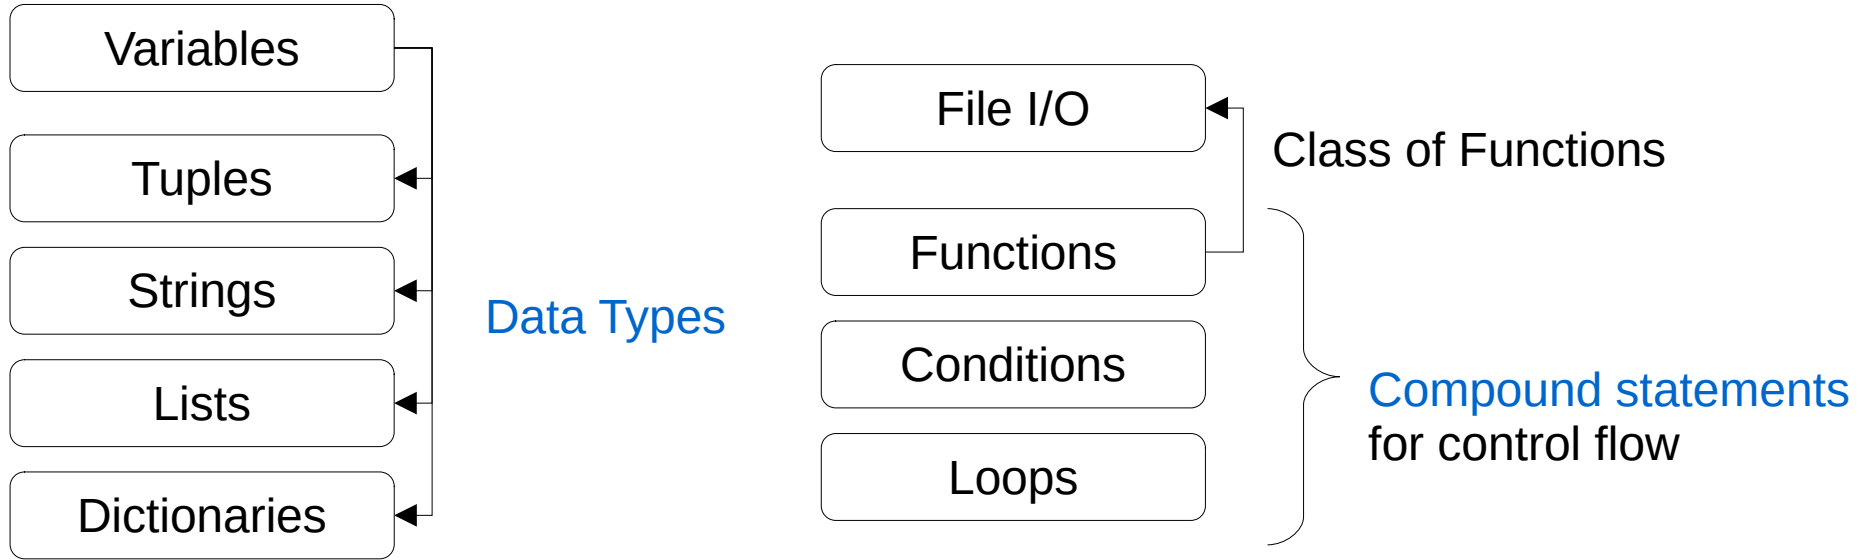 Variables
Tuples
Strings
Lists
Dictionaries
Data Types
File I/O
Functions
Conditions
Loops
Class of Functions
Compound statements
for control flow